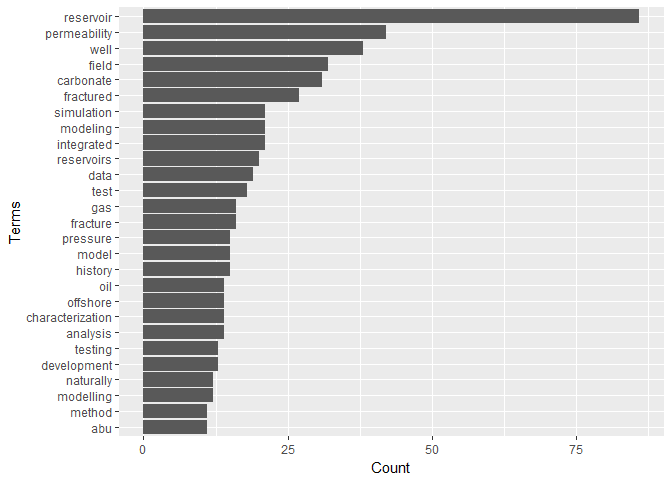 reservoir
permeability
well
field
carbonate
fractured
simulation
modeling
integrated
reservoirs
data
test
gas
fracture
pressure
model
history
oil
offshore
characterization
analysis
testing
development
naturally
modelling
method
abu
Terms
0 25 50 75
Count